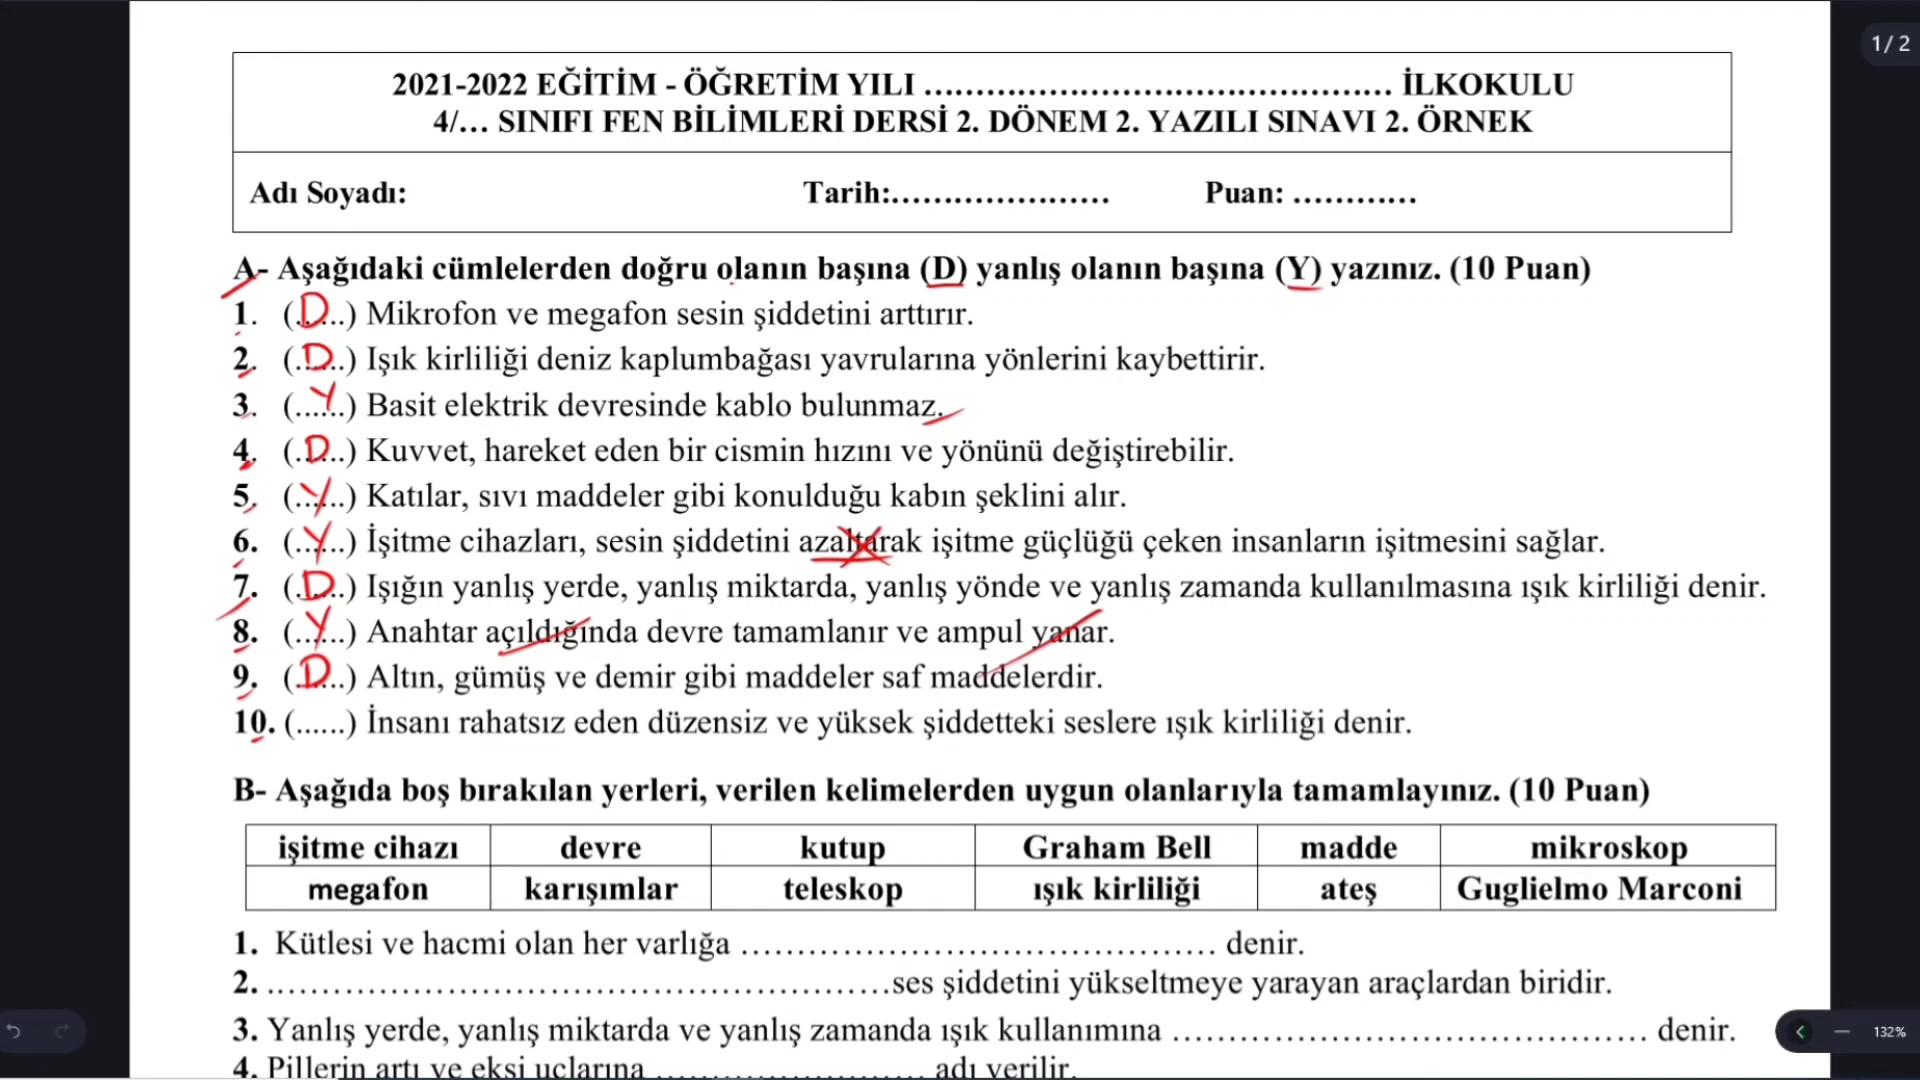 1/2
2021-2022 EĞİTİM - ÖĞRETİM YILI ............................................ İLKOKULU
4/... SINIFI FEN BİLİMLERİ DERSİ 2. DÖNEM 2. YAZILI SINAVI 2. ÖRNEK
Adı Soyadı: Tarih:..................... Puan: ............
A- Aşağıdaki cümlelerden doğru olanın başına (D) yanlış olanın başına (Y) yazınız. (10 Puan)
1. (..D...) Mikrofon ve megafon sesin şiddetini arttırır.
2. (..D..) Işık kirliliği deniz kaplumbağası yavrularına yönlerini kaybettirir.
3. (...Y...) Basit elektrik devresinde kablo bulunmaz.
4. (..D..) Kuvvet, hareket eden bir cismin hızını ve yönünü değiştirebilir.
5. (..Y...) Katılar, sıvı maddeler gibi konulduğu kabın şeklini alır.
6. (..Y...) İşitme cihazları, sesin şiddetini azaltarak işitme güçlüğü çeken insanların işitmesini sağlar.
7. (..D..) Işığın yanlış yerde, yanlış miktarda, yanlış yönde ve yanlış zamanda kullanılmasına ışık kirliliği denir.
8. (..Y...) Anahtar açıldığında devre tamamlanır ve ampul yanar.
9. (..D..) Altın, gümüş ve demir gibi maddeler saf maddelerdir.
10. (......) İnsanı rahatsız eden düzensiz ve yüksek şiddetteki seslere ışık kirliliği denir.
B- Aşağıda boş bırakılan yerleri, verilen kelimelerden uygun olanlarıyla tamamlayınız. (10 Puan)
işitme cihazı devre kutup Graham Bell madde mikroskop
megafon karışımlar teleskop ışık kirliliği ateş Guglielmo Marconi
1. Kütlesi ve hacmi olan her varlığa ............................................ denir.
2. ..........................................................ses şiddetini yükseltmeye yarayan araçlardan biridir.
3. Yanlış yerde, yanlış miktarda ve yanlış zamanda ışık kullanımına ............................................ denir.
4. Pillerin artı ve eksi uçlarına ......................... adı verilir.
132%